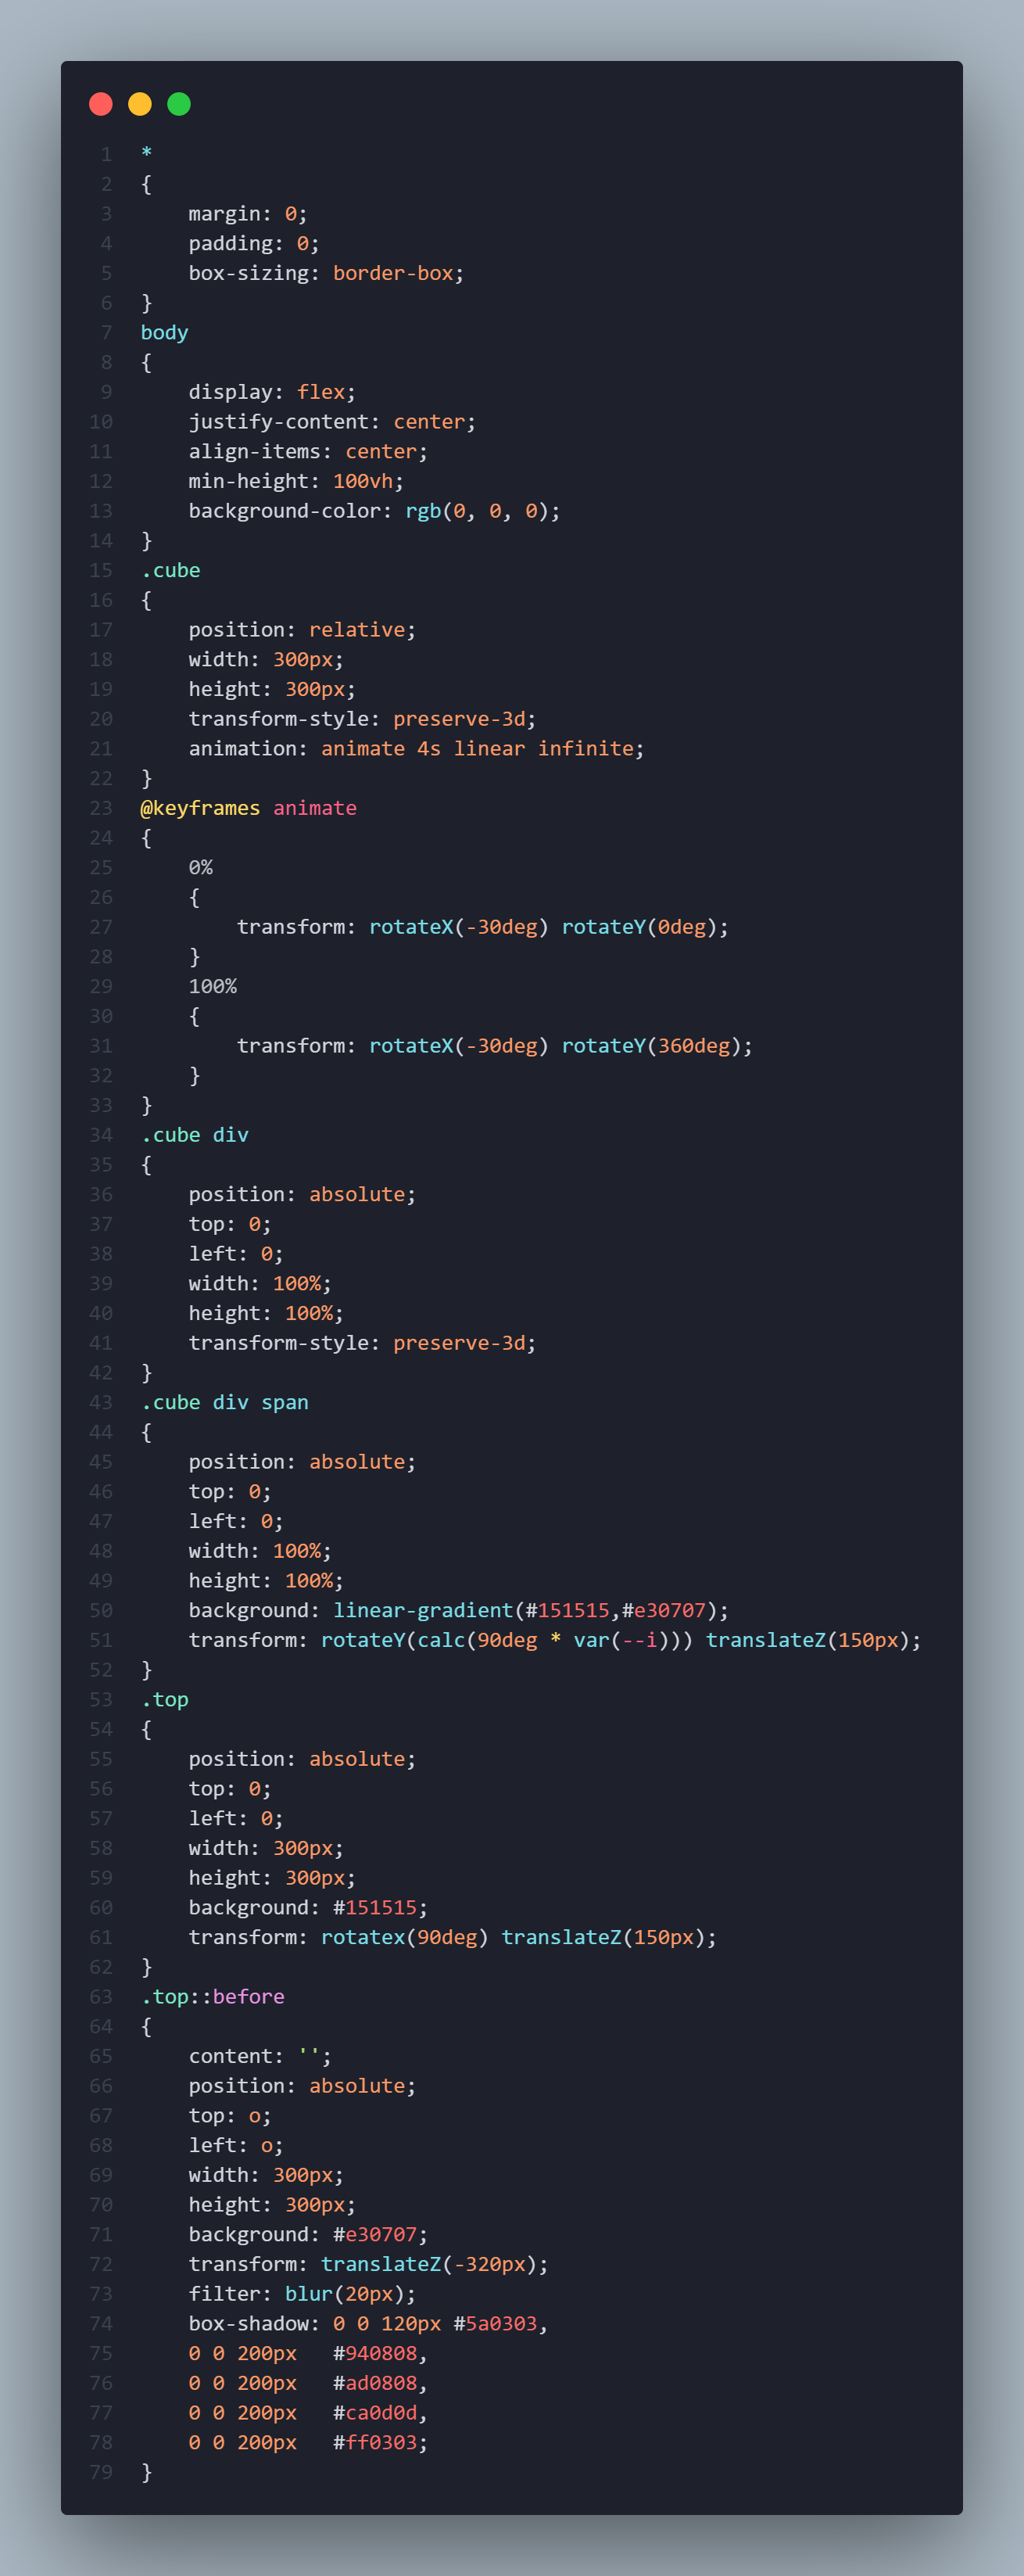 1 *
2 {
3     margin: 0;
4     padding: 0;
5     box-sizing: border-box;
6 }
7 body
8 {
9     display: flex;
10     justify-content: center;
11     align-items: center;
12     min-height: 100vh;
13     background-color: rgb(0, 0, 0);
14 }
15 .cube
16 {
17     position: relative;
18     width: 300px;
19     height: 300px;
20     transform-style: preserve-3d;
21     animation: animate 4s linear infinite;
22 }
23 @keyframes animate
24 {
25     0%
26     {
27         transform: rotateX(-30deg) rotateY(0deg);
28     }
29     100%
30     {
31         transform: rotateX(-30deg) rotateY(360deg);
32     }
33 }
34 .cube div
35 {
36     position: absolute;
37     top: 0;
38     left: 0;
39     width: 100%;
40     height: 100%;
41     transform-style: preserve-3d;
42 }
43 .cube div span
44 {
45     position: absolute;
46     top: 0;
47     left: 0;
48     width: 100%;
49     height: 100%;
50     background: linear-gradient(#151515,#e30707);
51     transform: rotateY(calc(90deg * var(--i))) translateZ(150px);
52 }
53 .top
54 {
55     position: absolute;
56     top: 0;
57     left: 0;
58     width: 300px;
59     height: 300px;
60     background: #151515;
61     transform: rotatex(90deg) translateZ(150px);
62 }
63 .top::before
64 {
65     content: '';
66     position: absolute;
67     top: o;
68     left: o;
69     width: 300px;
70     height: 300px;
71     background: #e30707;
72     transform: translateZ(-320px);
73     filter: blur(20px);
74     box-shadow: 0 0 120px #5a0303,
75     0 0 200px   #940808,
76     0 0 200px   #ad0808,
77     0 0 200px   #ca0d0d,
78     0 0 200px   #ff0303;
79 }